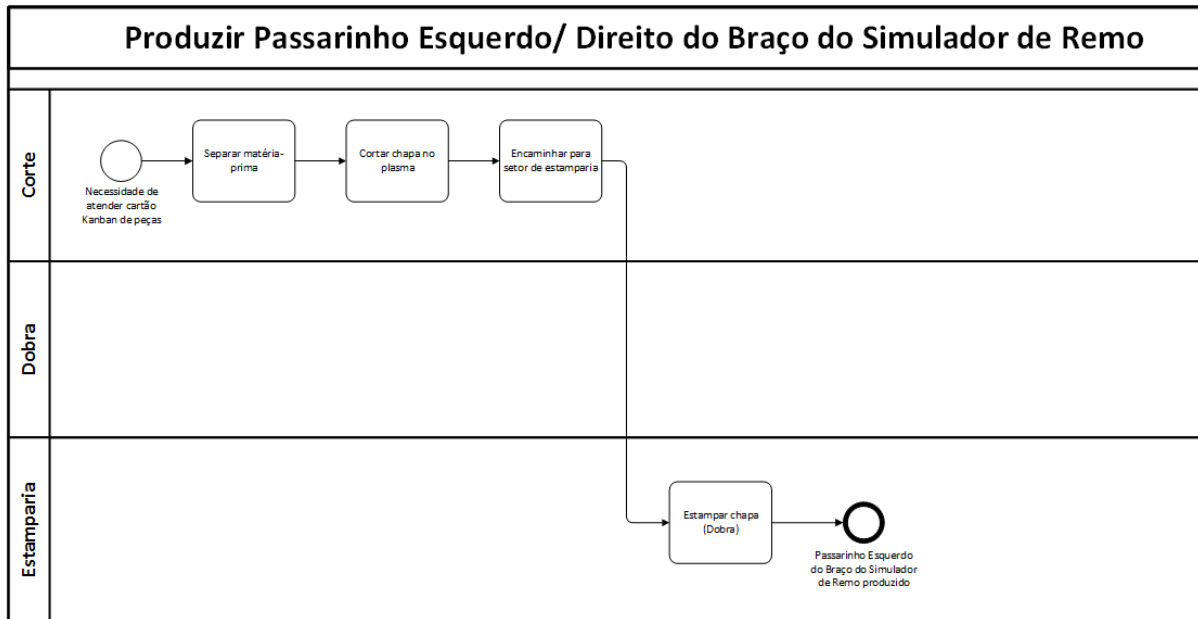 Produzir Passarinho Esquerdo/ Direito do Braço do Simulador de Remo
Corte
Necessidade de
atender cartão
Kanban de peças
Separar matéria-
prima
Cortar chapa no
plasma
Encaminhar para
setor de estamparia
Dobra
Estamparia
Estampar chapa
(Dobra)
Passarinho Esquerdo
do Braço do Simulador
de Remo produzido